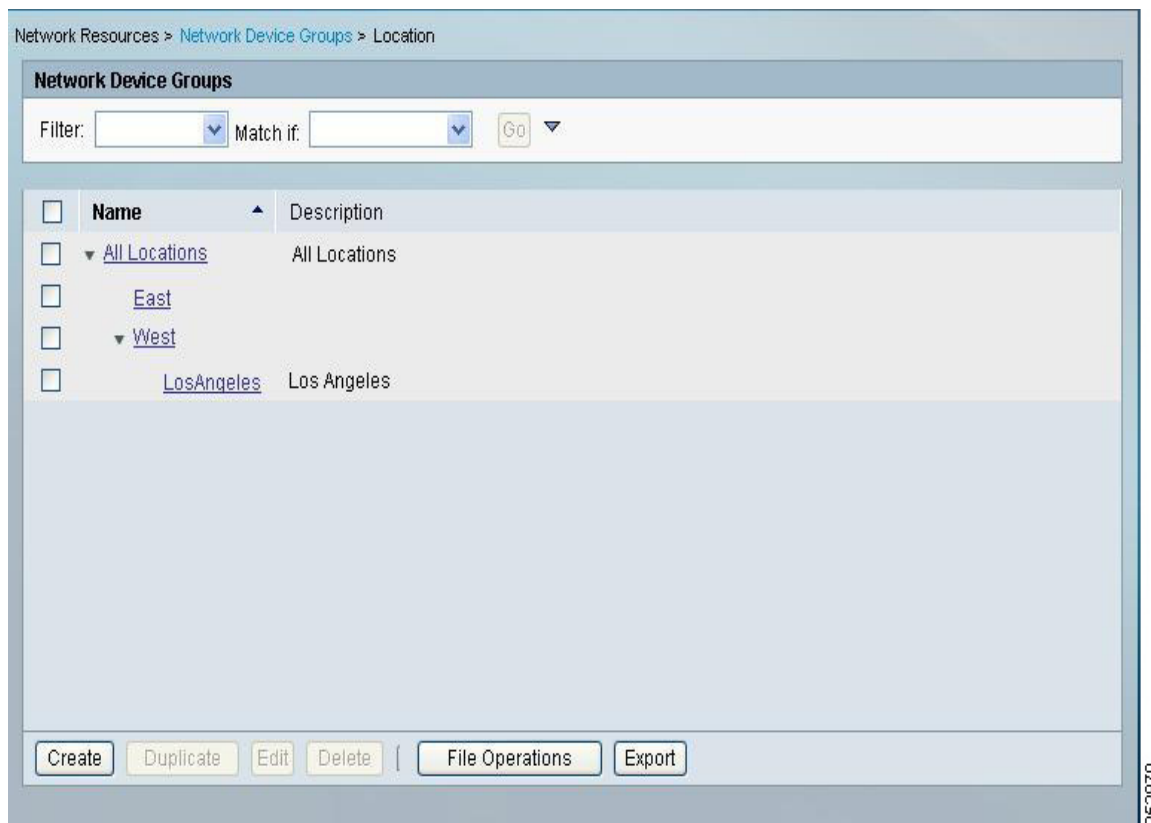 Network Resources > Network Device Groups > Location
Network Device Groups
Filter: Match if: Go
Name Description
All Locations All Locations
East
West
LosAngeles Los Angeles
Create Duplicate Edit Delete | File Operations Export